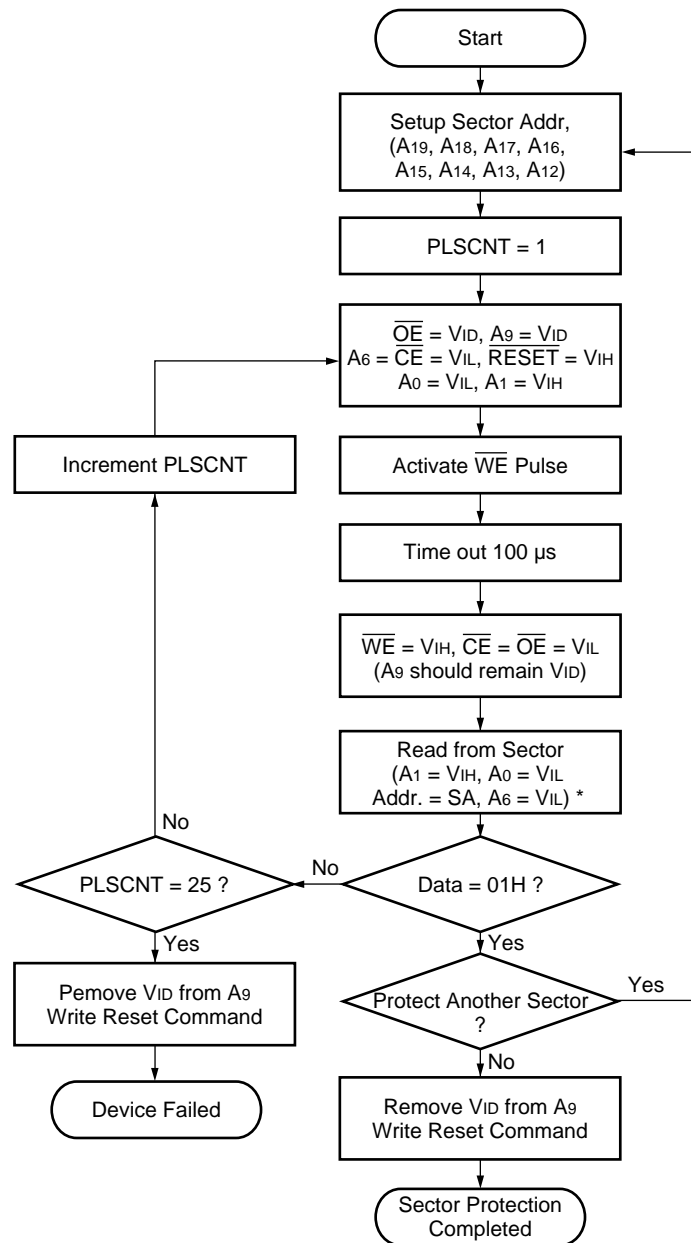 Start
Setup Sector Addr,
(A19, A18, A17, A16,
A15, A14, A13, A12)
PLSCNT = 1
OE = VID, A9 = VID
A6 = CE = VIL, RESET = VIH
A0 = VIL, A1 = VIH
Increment PLSCNT
Activate WE Pulse
Time out 100 µs
WE = VIH, CE = OE = VIL
(A9 should remain VID)
Read from Sector
(A1 = VIH, A0 = VIL
Addr. = SA, A6 = VIL) *
No
PLSCNT = 25 ?
No
Data = 01H ?
Yes
Yes
Pemove VID from A9
Write Reset Command
Protect Another Sector
?
Yes
No
Device Failed
Remove VID from A9
Write Reset Command
Sector Protection
Completed